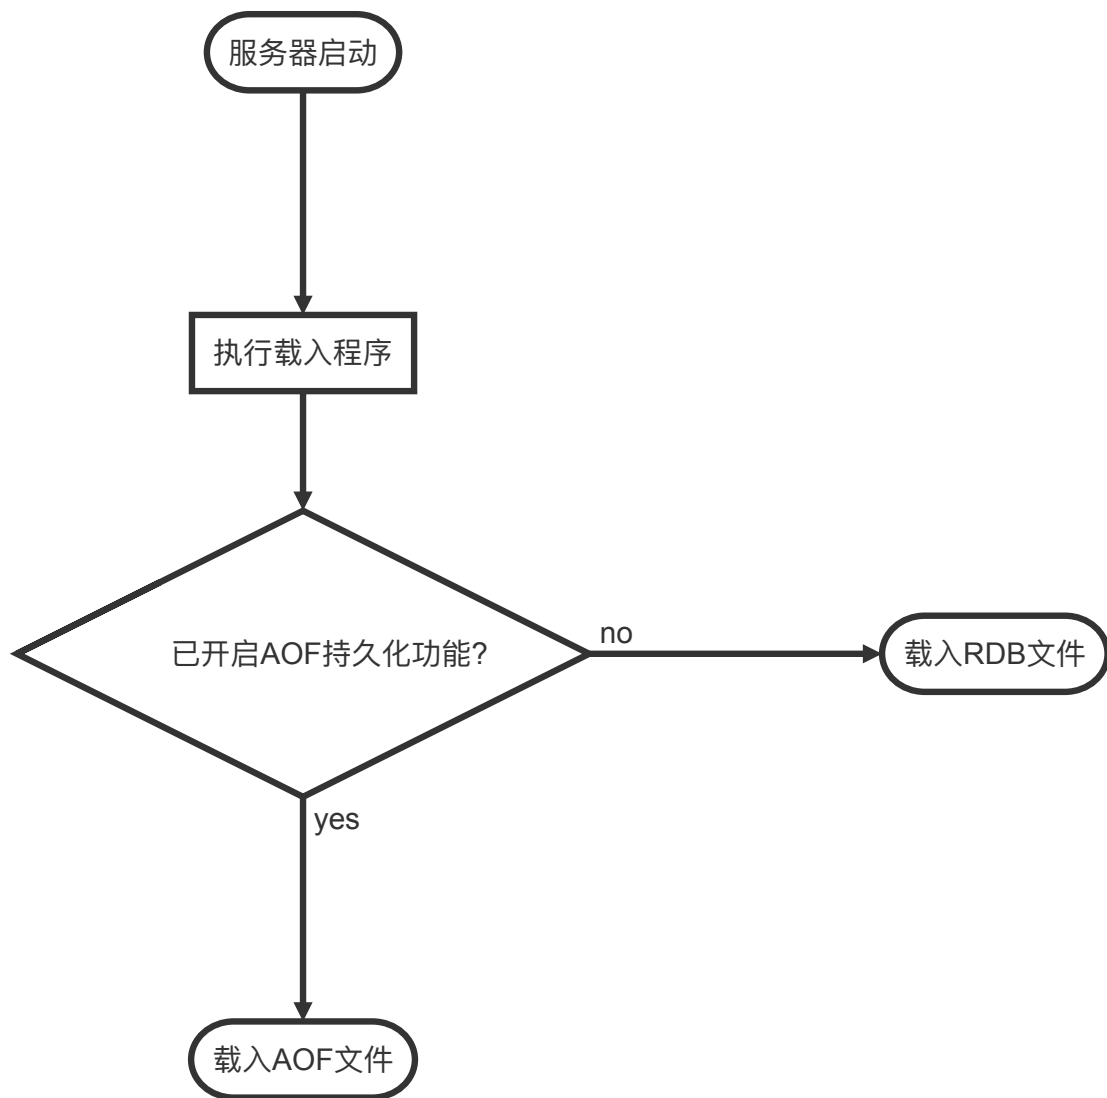 服务器启动
执行载入程序
已开启AOF持久化功能?
no
载入RDB文件
yes
载入AOF文件